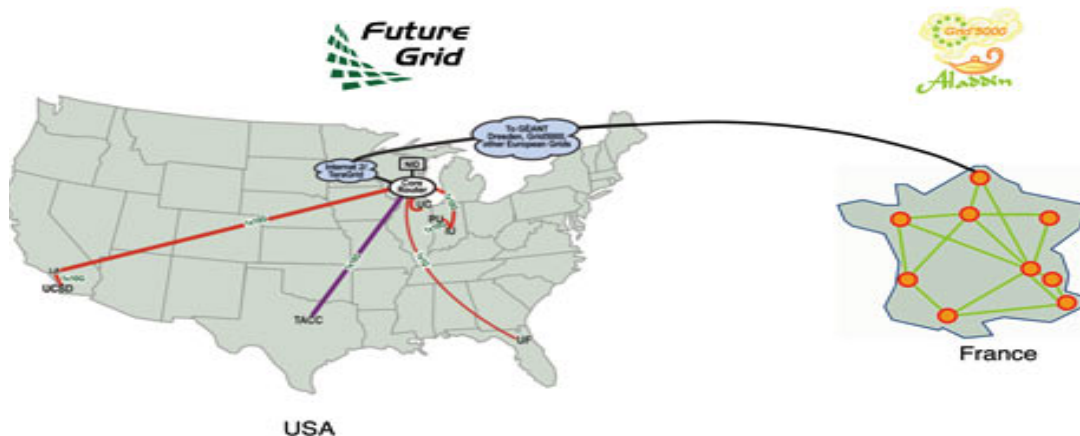 Future
Grid
Grid'5000
Aladdin
To GÉANT
Dresden, Grid5000,
other European Grids
Internet 2/
TeraGrid
NID
Core
Router
UC
PU
UCSD
TACC
UF
France
USA